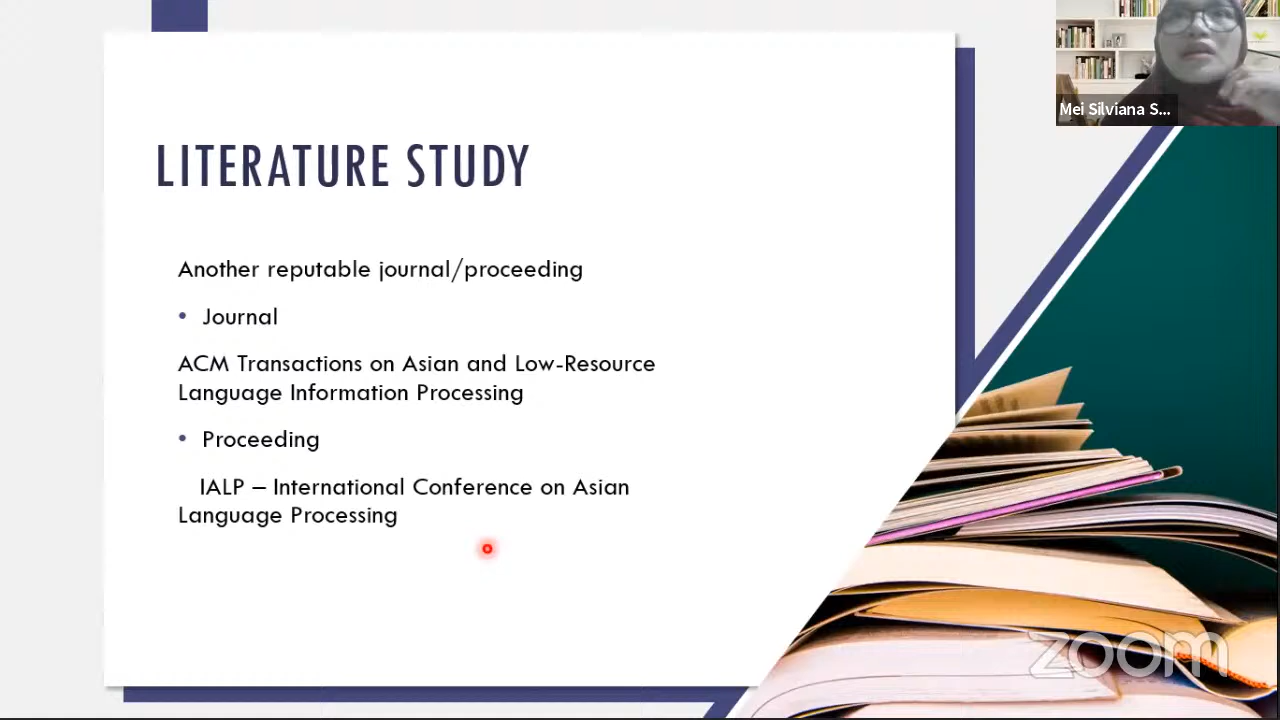 Mei Silviana S...
LITERATURE STUDY
Another reputable journal/proceeding
• Journal
ACM Transactions on Asian and Low-Resource
Language Information Processing
• Proceeding
IALP – International Conference on Asian
Language Processing
zoom